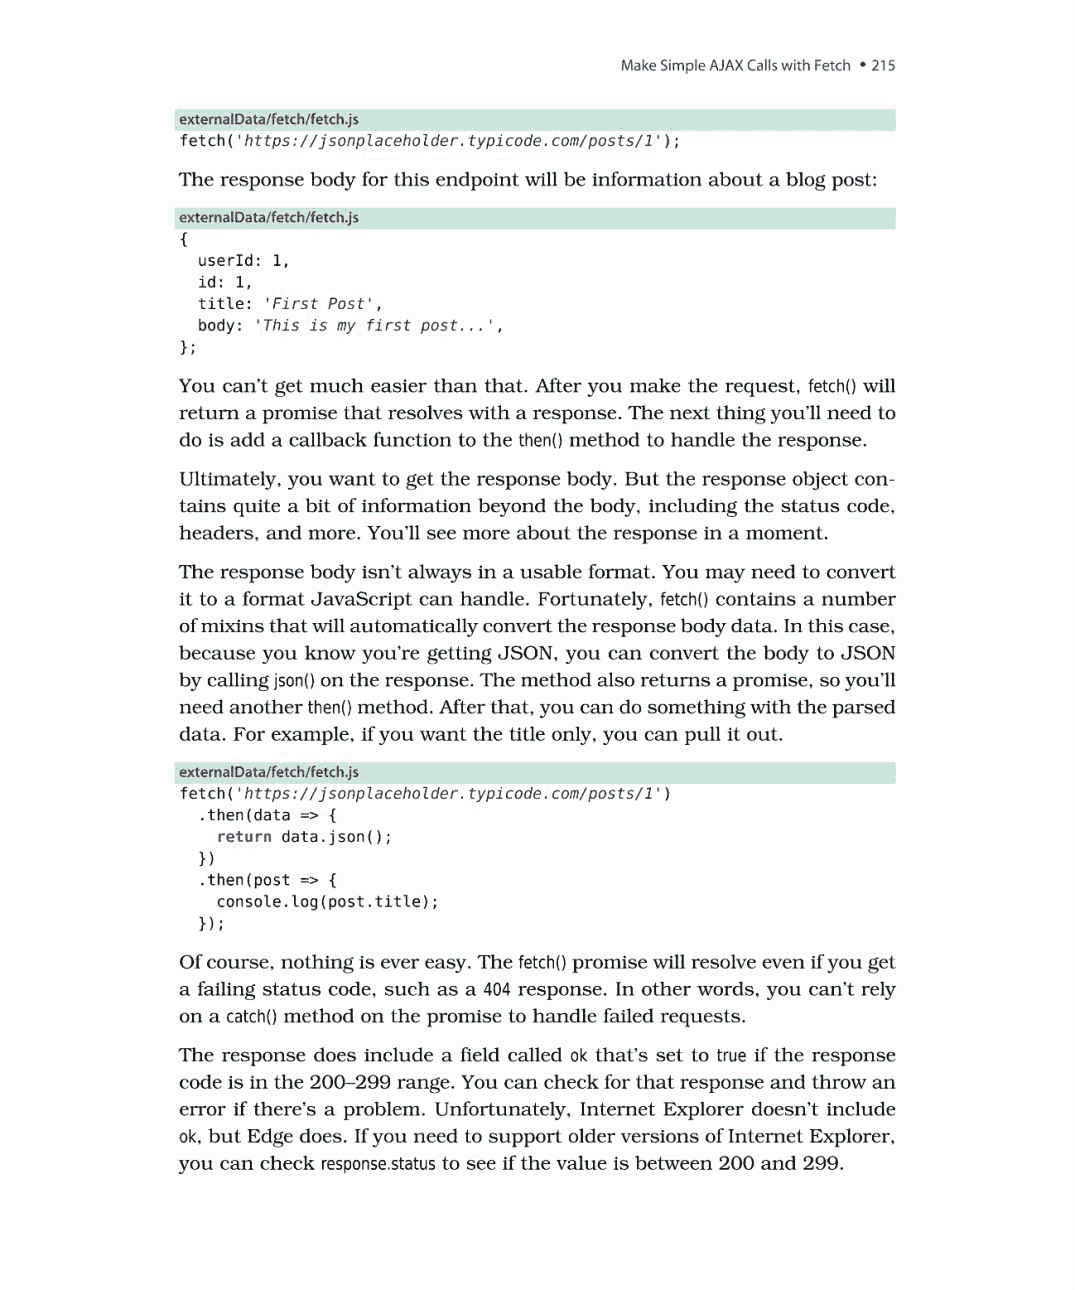 Make Simple AJAX Calls with Fetch • 215
externalData/fetch/fetch.js
fetch('https://jsonplaceholder.typicode.com/posts/1');
The response body for this endpoint will be information about a blog post:
externalData/fetch/fetch.js
{
  userId: 1,
  id: 1,
  title: 'First Post',
  body: 'This is my first post...',
};
You can't get much easier than that. After you make the request, fetch() will
return a promise that resolves with a response. The next thing you'll need to
do is add a callback function to the then() method to handle the response.
Ultimately, you want to get the response body. But the response object con-
tains quite a bit of information beyond the body, including the status code,
headers, and more. You'll see more about the response in a moment.
The response body isn't always in a usable format. You may need to convert
it to a format JavaScript can handle. Fortunately, fetch() contains a number
of mixins that will automatically convert the response body data. In this case,
because you know you're getting JSON, you can convert the body to JSON
by calling json() on the response. The method also returns a promise, so you'll
need another then() method. After that, you can do something with the parsed
data. For example, if you want the title only, you can pull it out.
externalData/fetch/fetch.js
fetch('https://jsonplaceholder.typicode.com/posts/1')
  .then(data => {
    return data.json();
  })
  .then(post => {
    console.log(post.title);
  });
Of course, nothing is ever easy. The fetch() promise will resolve even if you get
a failing status code, such as a 404 response. In other words, you can't rely
on a catch() method on the promise to handle failed requests.
The response does include a field called ok that's set to true if the response
code is in the 200–299 range. You can check for that response and throw an
error if there's a problem. Unfortunately, Internet Explorer doesn't include
ok, but Edge does. If you need to support older versions of Internet Explorer,
you can check response.status to see if the value is between 200 and 299.